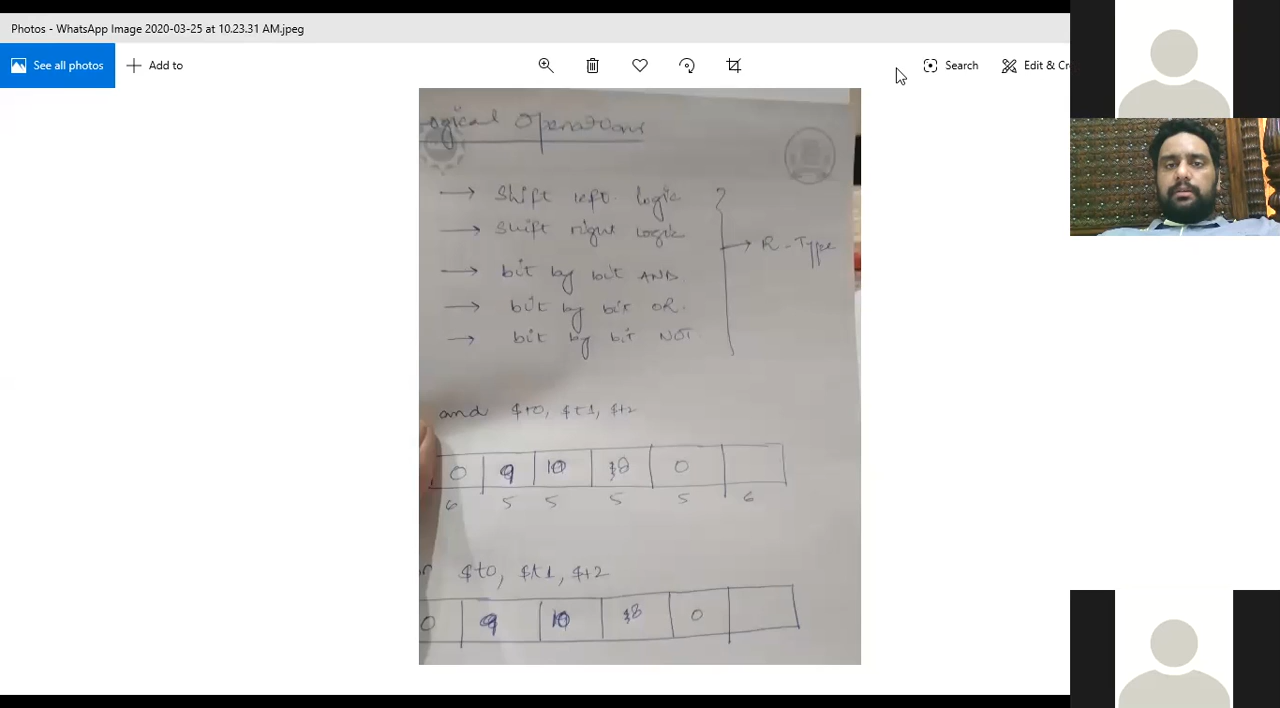 Photos - WhatsApp Image 2020-03-25 at 10.23.31 AM.jpeg
See all photos
Add to
Search
Edit & Cr
ogical Operations
→ Shift left logic
→ Shift right logic
→ bit by bit AND
→ bit by bit OR.
→ bit by bit NOT
→ R-Type
and $t0, $t1, $t2
0 9 10 8 0
6 5 5 5 5 6
r $t0, $t1, $t2
0 9 10 8 0